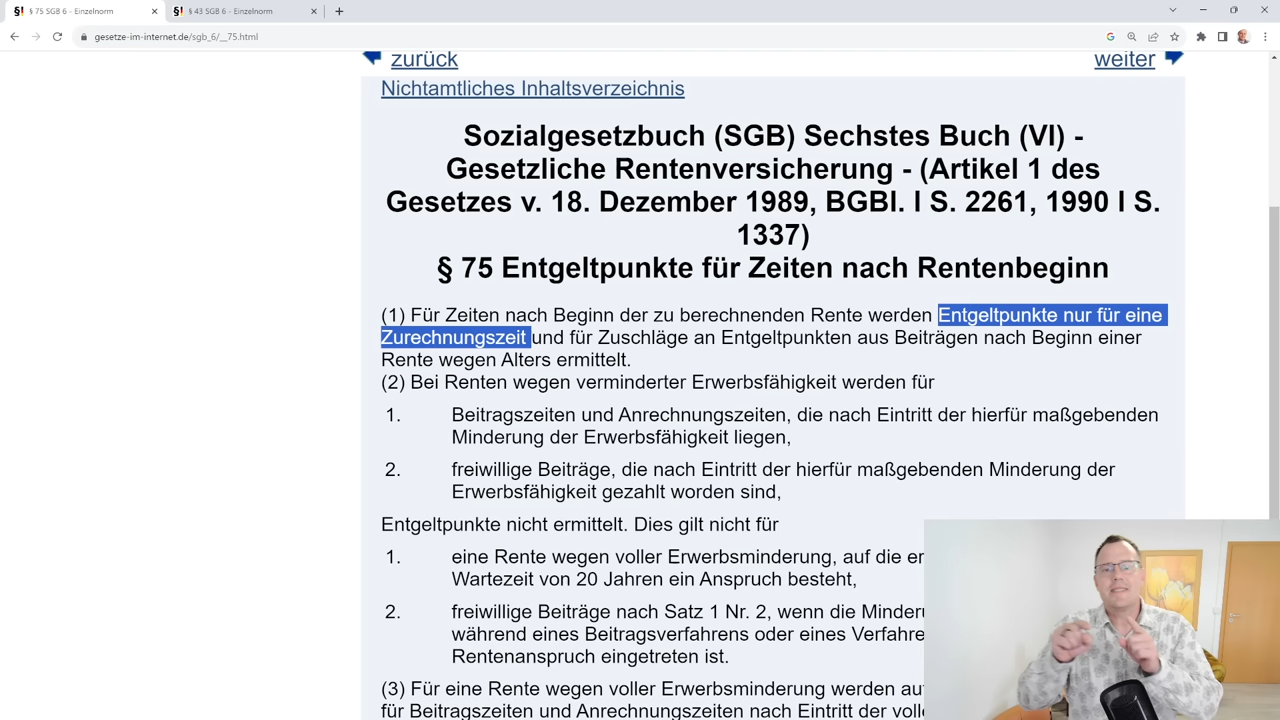 § 75 SGB 6 - Einzelnorm
§ 43 SGB 6 - Einzelnorm
gesetze-im-internet.de/sgb_6/__75.html
zurück
weiter
Nichtamtliches Inhaltsverzeichnis
Sozialgesetzbuch (SGB) Sechstes Buch (VI) -
Gesetzliche Rentenversicherung - (Artikel 1 des
Gesetzes v. 18. Dezember 1989, BGBl. I S. 2261, 1990 I S.
1337)
§ 75 Entgeltpunkte für Zeiten nach Rentenbeginn
(1) Für Zeiten nach Beginn der zu berechnenden Rente werden Entgeltpunkte nur für eine
Zurechnungszeit und für Zuschläge an Entgeltpunkten aus Beiträgen nach Beginn einer
Rente wegen Alters ermittelt.
(2) Bei Renten wegen verminderter Erwerbsfähigkeit werden für
1. Beitragszeiten und Anrechnungszeiten, die nach Eintritt der hierfür maßgebenden
Minderung der Erwerbsfähigkeit liegen,
2. freiwillige Beiträge, die nach Eintritt der hierfür maßgebenden Minderung der
Erwerbsfähigkeit gezahlt worden sind,
Entgeltpunkte nicht ermittelt. Dies gilt nicht für
1. eine Rente wegen voller Erwerbsminderung, auf die er
Wartezeit von 20 Jahren ein Anspruch besteht,
2. freiwillige Beiträge nach Satz 1 Nr. 2, wenn die Minder
während eines Beitragsverfahrens oder eines Verfahre
Rentenanspruch eingetreten ist.
(3) Für eine Rente wegen voller Erwerbsminderung werden au
für Beitragszeiten und Anrechnungszeiten nach Eintritt der voll